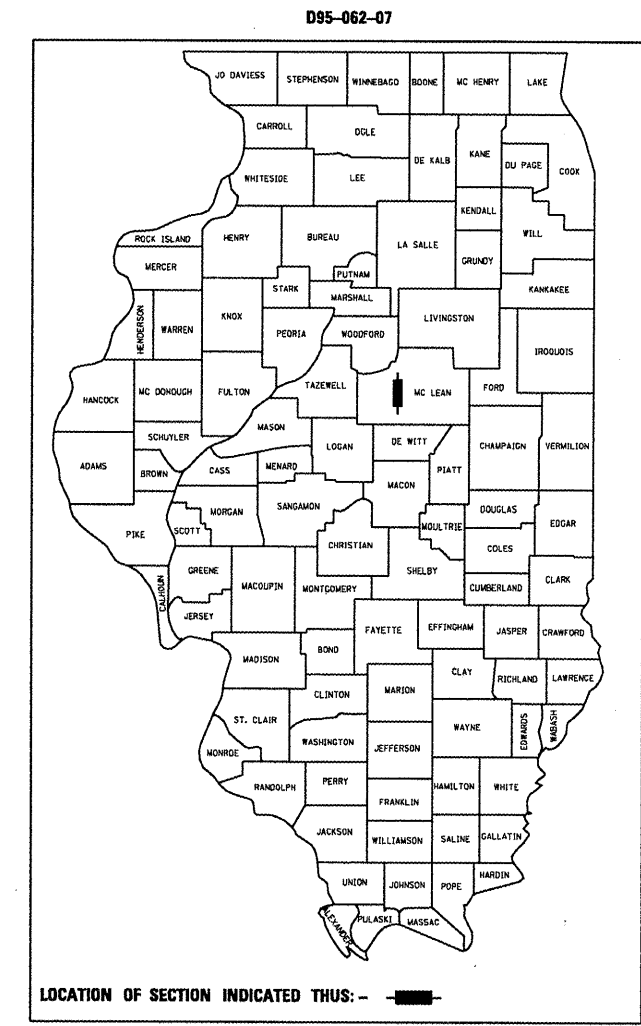 D95-062-07
JO DAVIESS STEPHENSON WINNEBAGO BOONE MC HENRY LAKE
CARROLL OGLE DE KALB KANE DU PAGE COOK
WHITESIDE LEE
KENDALL
ROCK ISLAND HENRY BUREAU LA SALLE WILL
MERCER PUTNAM GRUNDY
STARK MARSHALL KANKAKEE
HENDERSON WARREN KNOX PEORIA WOODFORD LIVINGSTON
IROQUOIS
HANCOCK MC DONOUGH FULTON TAZEWELL MC LEAN FORD
MASON
SCHUYLER LOGAN DE WITT CHAMPAIGN VERMILION
ADAMS BROWN CASS MENARD PIATT
MACON
MORGAN SANGAMON DOUGLAS
PIKE SCOTT CHRISTIAN MOULTRIE EDGAR
COLES
GREENE SHELBY
CALHOUN MACOUPIN MONTGOMERY CUMBERLAND CLARK
JERSEY
FAYETTE EFFINGHAM JASPER CRAWFORD
MADISON BOND
CLAY RICHLAND LAWRENCE
CLINTON MARION
ST. CLAIR WAYNE EDWARDS WABASH
WASHINGTON JEFFERSON
MONROE
RANDOLPH PERRY HAMILTON WHITE
FRANKLIN
JACKSON WILLIAMSON SALINE GALLATIN
UNION JOHNSON POPE HARDIN
ALEXANDER PULASKI MASSAC
LOCATION OF SECTION INDICATED THUS: –